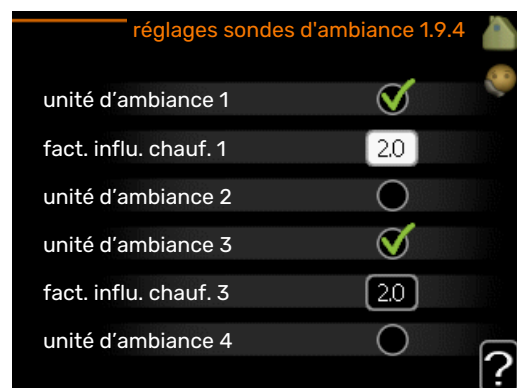 réglages sondes d'ambiance 1.9.4
unité d'ambiance 1
fact. influ. chauf. 1 2.0
unité d'ambiance 2
unité d'ambiance 3
fact. influ. chauf. 3 2.0
unité d'ambiance 4
?